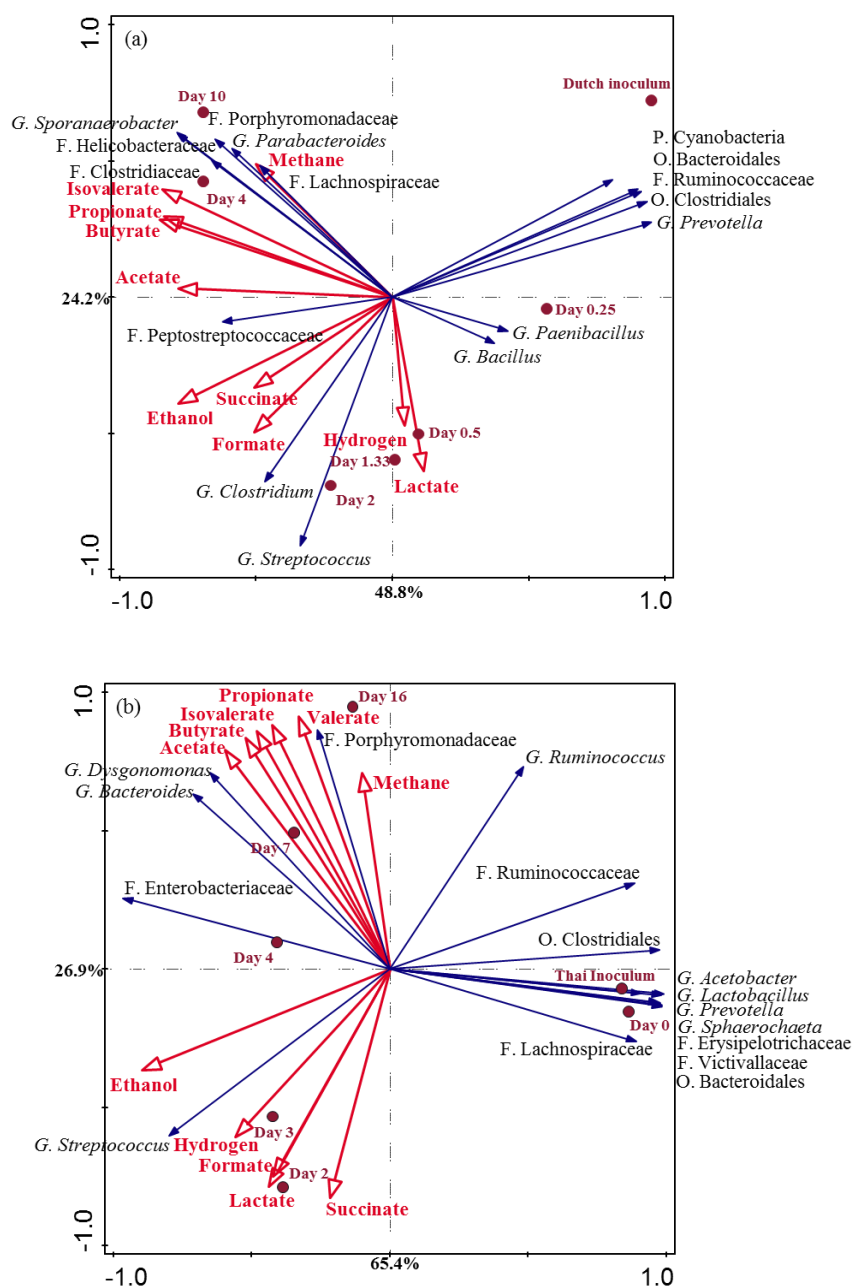 1.0
(a)
Day 10
Dutch inoculum
G. Sporanaerobacter
F. Porphyromonadaceae
F. Helicobacteraceae
G. Parabacteroides
P. Cyanobacteria
Methane
O. Bacteroidales
F. Clostridiaceae
F. Lachnospiraceae
F. Ruminococcaceae
Isovalerate
Day 4
O. Clostridiales
Propionate
G. Prevotella
Butyrate
Acetate
24.2%
Day 0.25
F. Peptostreptococcaceae
G. Paenibacillus
G. Bacillus
Succinate
Ethanol
Formate
Hydrogen
Day 0.5
Day 1.33
Lactate
G. Clostridium
Day 2
G. Streptococcus
-1.0
-1.0
48.8%
1.0
1.0
(b)
Propionate
Day 16
Isovalerate
Valerate
Butyrate
F. Porphyromonadaceae
Acetate
G. Ruminococcus
G. Dysgonomonas
Methane
G. Bacteroides
Day 7
F. Ruminococcaceae
F. Enterobacteriaceae
Day 4
O. Clostridiales
26.9%
Thai Inoculum
G. Acetobacter
G. Lactobacillus
G. Prevotella
Day 0
G. Sphaerochaeta
F. Lachnospiraceae
F. Erysipelotrichaceae
F. Victivallaceae
Ethanol
O. Bacteroidales
Day 3
G. Streptococcus
Hydrogen
Formate
Day 2
Lactate
Succinate
-1.0
-1.0
65.4%
1.0